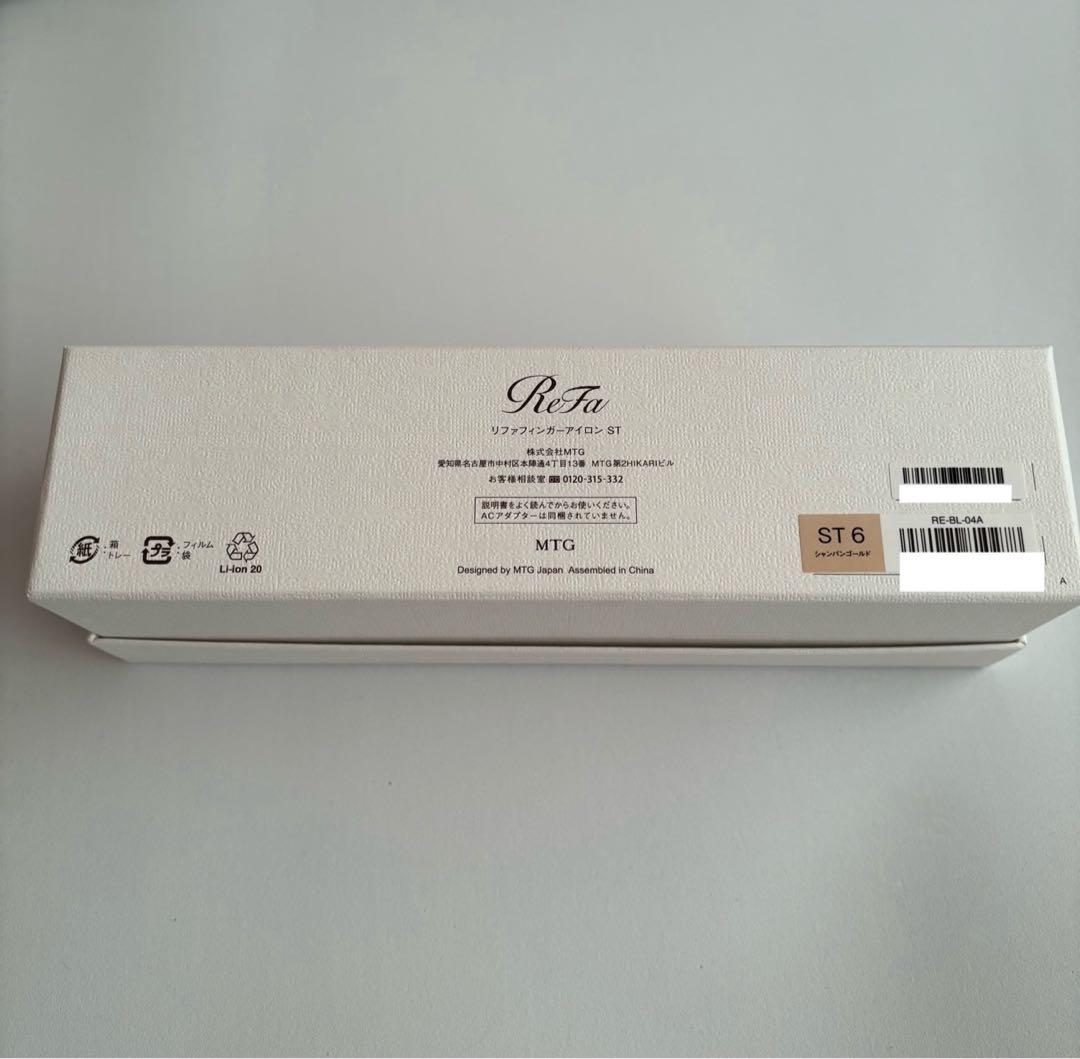 ReFa
リファフィンガーアイロン ST
株式会社MTG
愛知県名古屋市中村区本陣通4丁目13番 MTG第2HIKARIビル
お客様相談室 0120-315-332
説明書をよく読んでからお使いください。
ACアダプターは同梱されていません。
MTG
Designed by MTG Japan Assembled in China
紙 : 箱
トレー
プラ : フィルム
袋
Li-ion 20
ST 6
シャンパンゴールド
RE-BL-04A
A